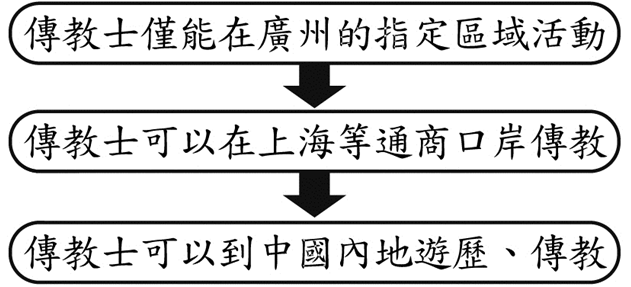 傳教士僅能在廣州的指定區域活動
傳教士可以在上海等通商口岸傳教
傳教士可以到中國內地遊歷、傳教